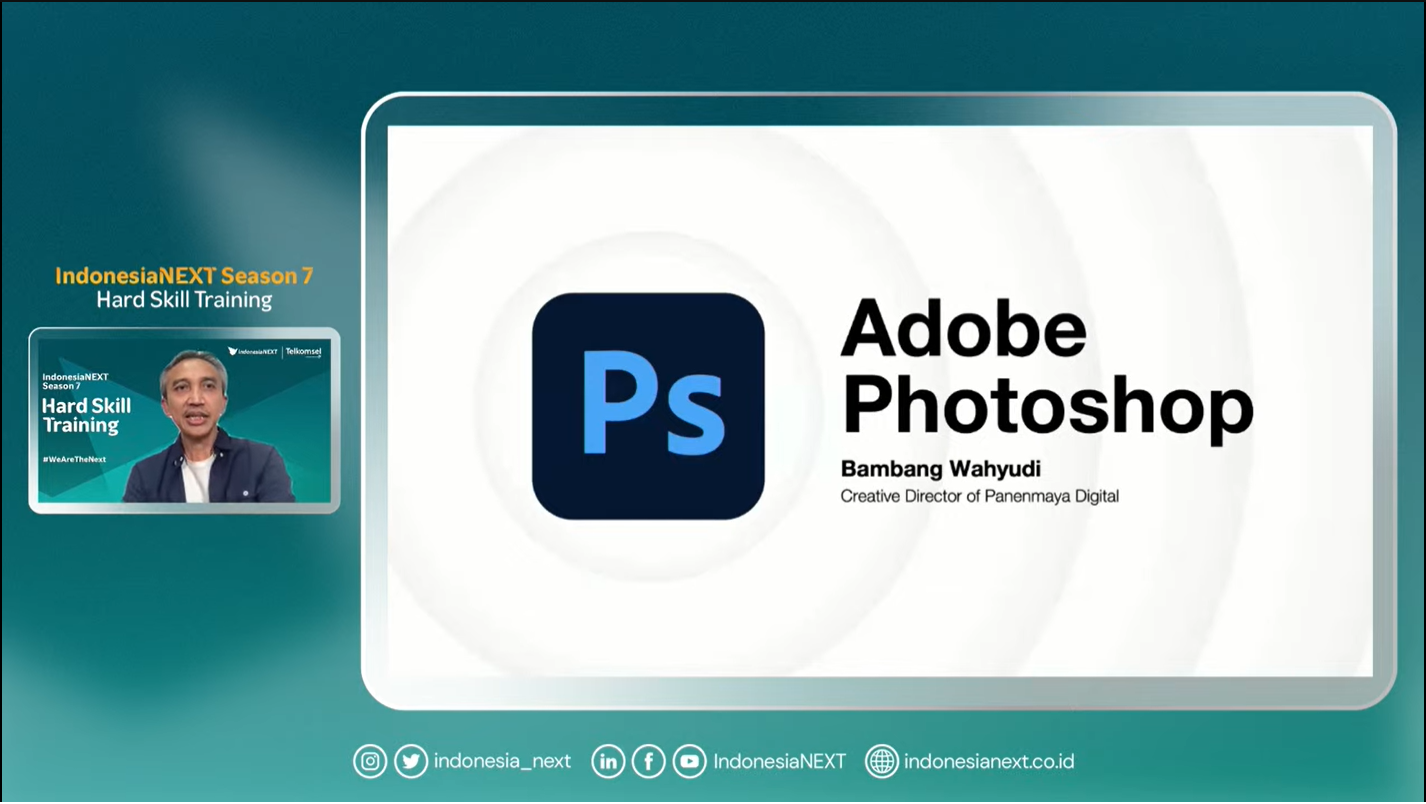 IndonesiaNEXT Season 7
Hard Skill Training
IndonesiaNEXT | Telkomsel
IndonesiaNEXT
Season 7
Hard Skill
Training
#WeAreTheNext
Ps
Adobe
Photoshop
Bambang Wahyudi
Creative Director of Panenmaya Digital
indonesia_next IndonesiaNEXT indonesianext.co.id